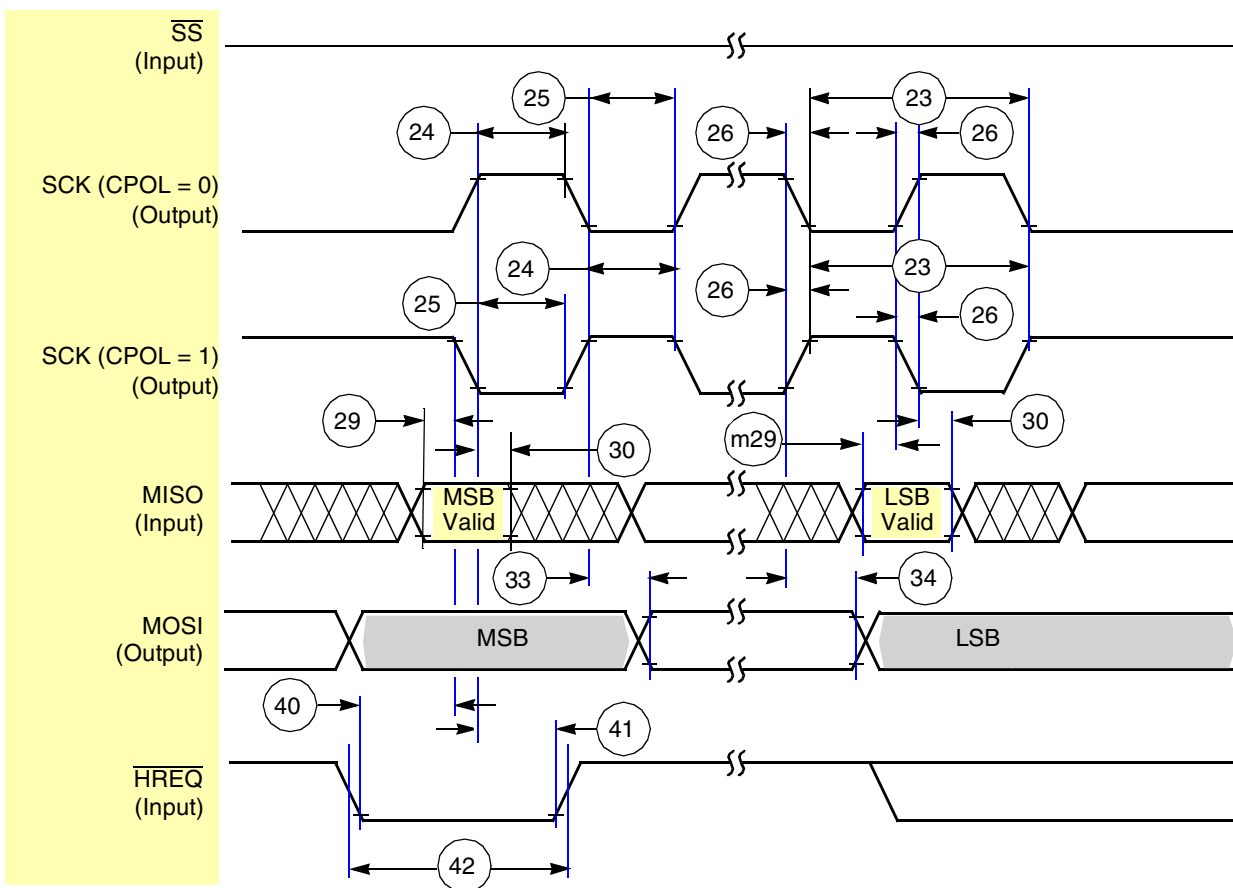 SS
(Input)
25
23
24
26
26
SCK (CPOL = 0)
(Output)
24
23
25
26
26
SCK (CPOL = 1)
(Output)
29
30
m29
30
MISO
(Input)
MSB
Valid
LSB
Valid
33
34
MOSI
(Output)
MSB
LSB
40
41
HREQ
(Input)
42